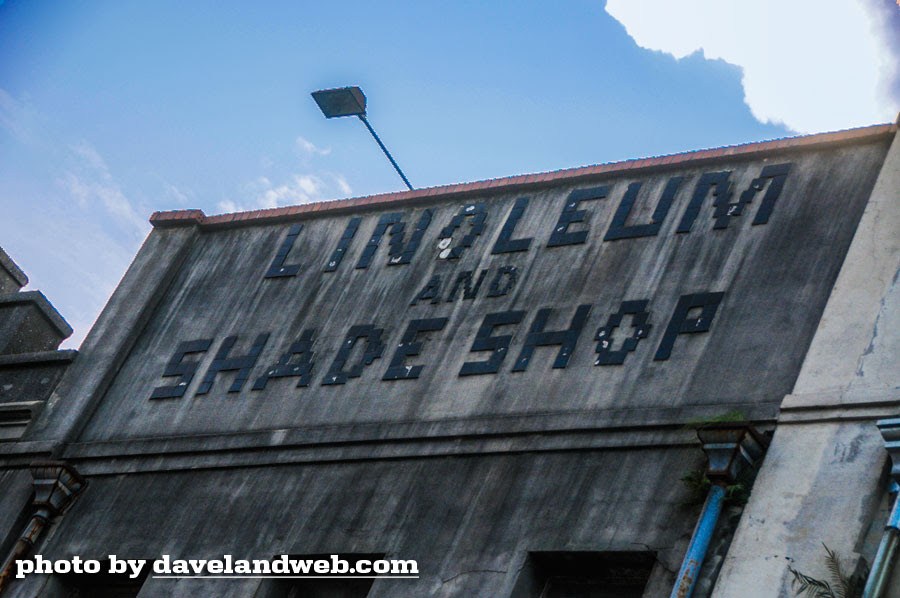 LINOLEUM
AND
SHADE SHOP
photo by davelandweb.com